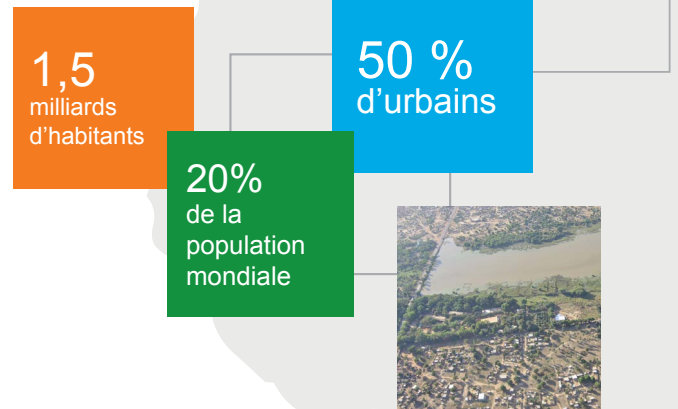 1,5
milliards
d'habitants
50 %
d'urbains
20%
de la
population
mondiale